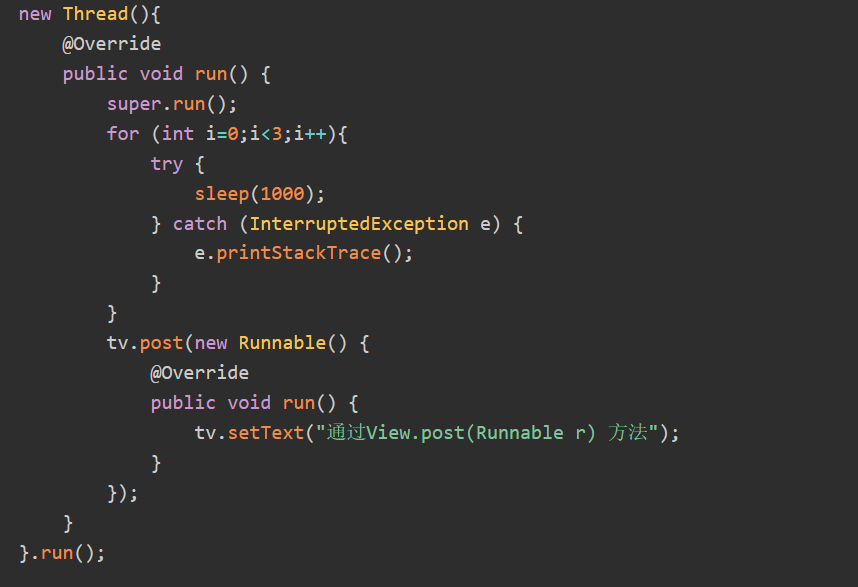 new Thread(){
    @Override
    public void run() {
        super.run();
        for (int i=0;i<3;i++){
            try {
                sleep(1000);
            } catch (InterruptedException e) {
                e.printStackTrace();
            }
        }
        tv.post(new Runnable() {
            @Override
            public void run() {
                tv.setText("通过View.post(Runnable r) 方法");
            }
        });
    }
}.run();